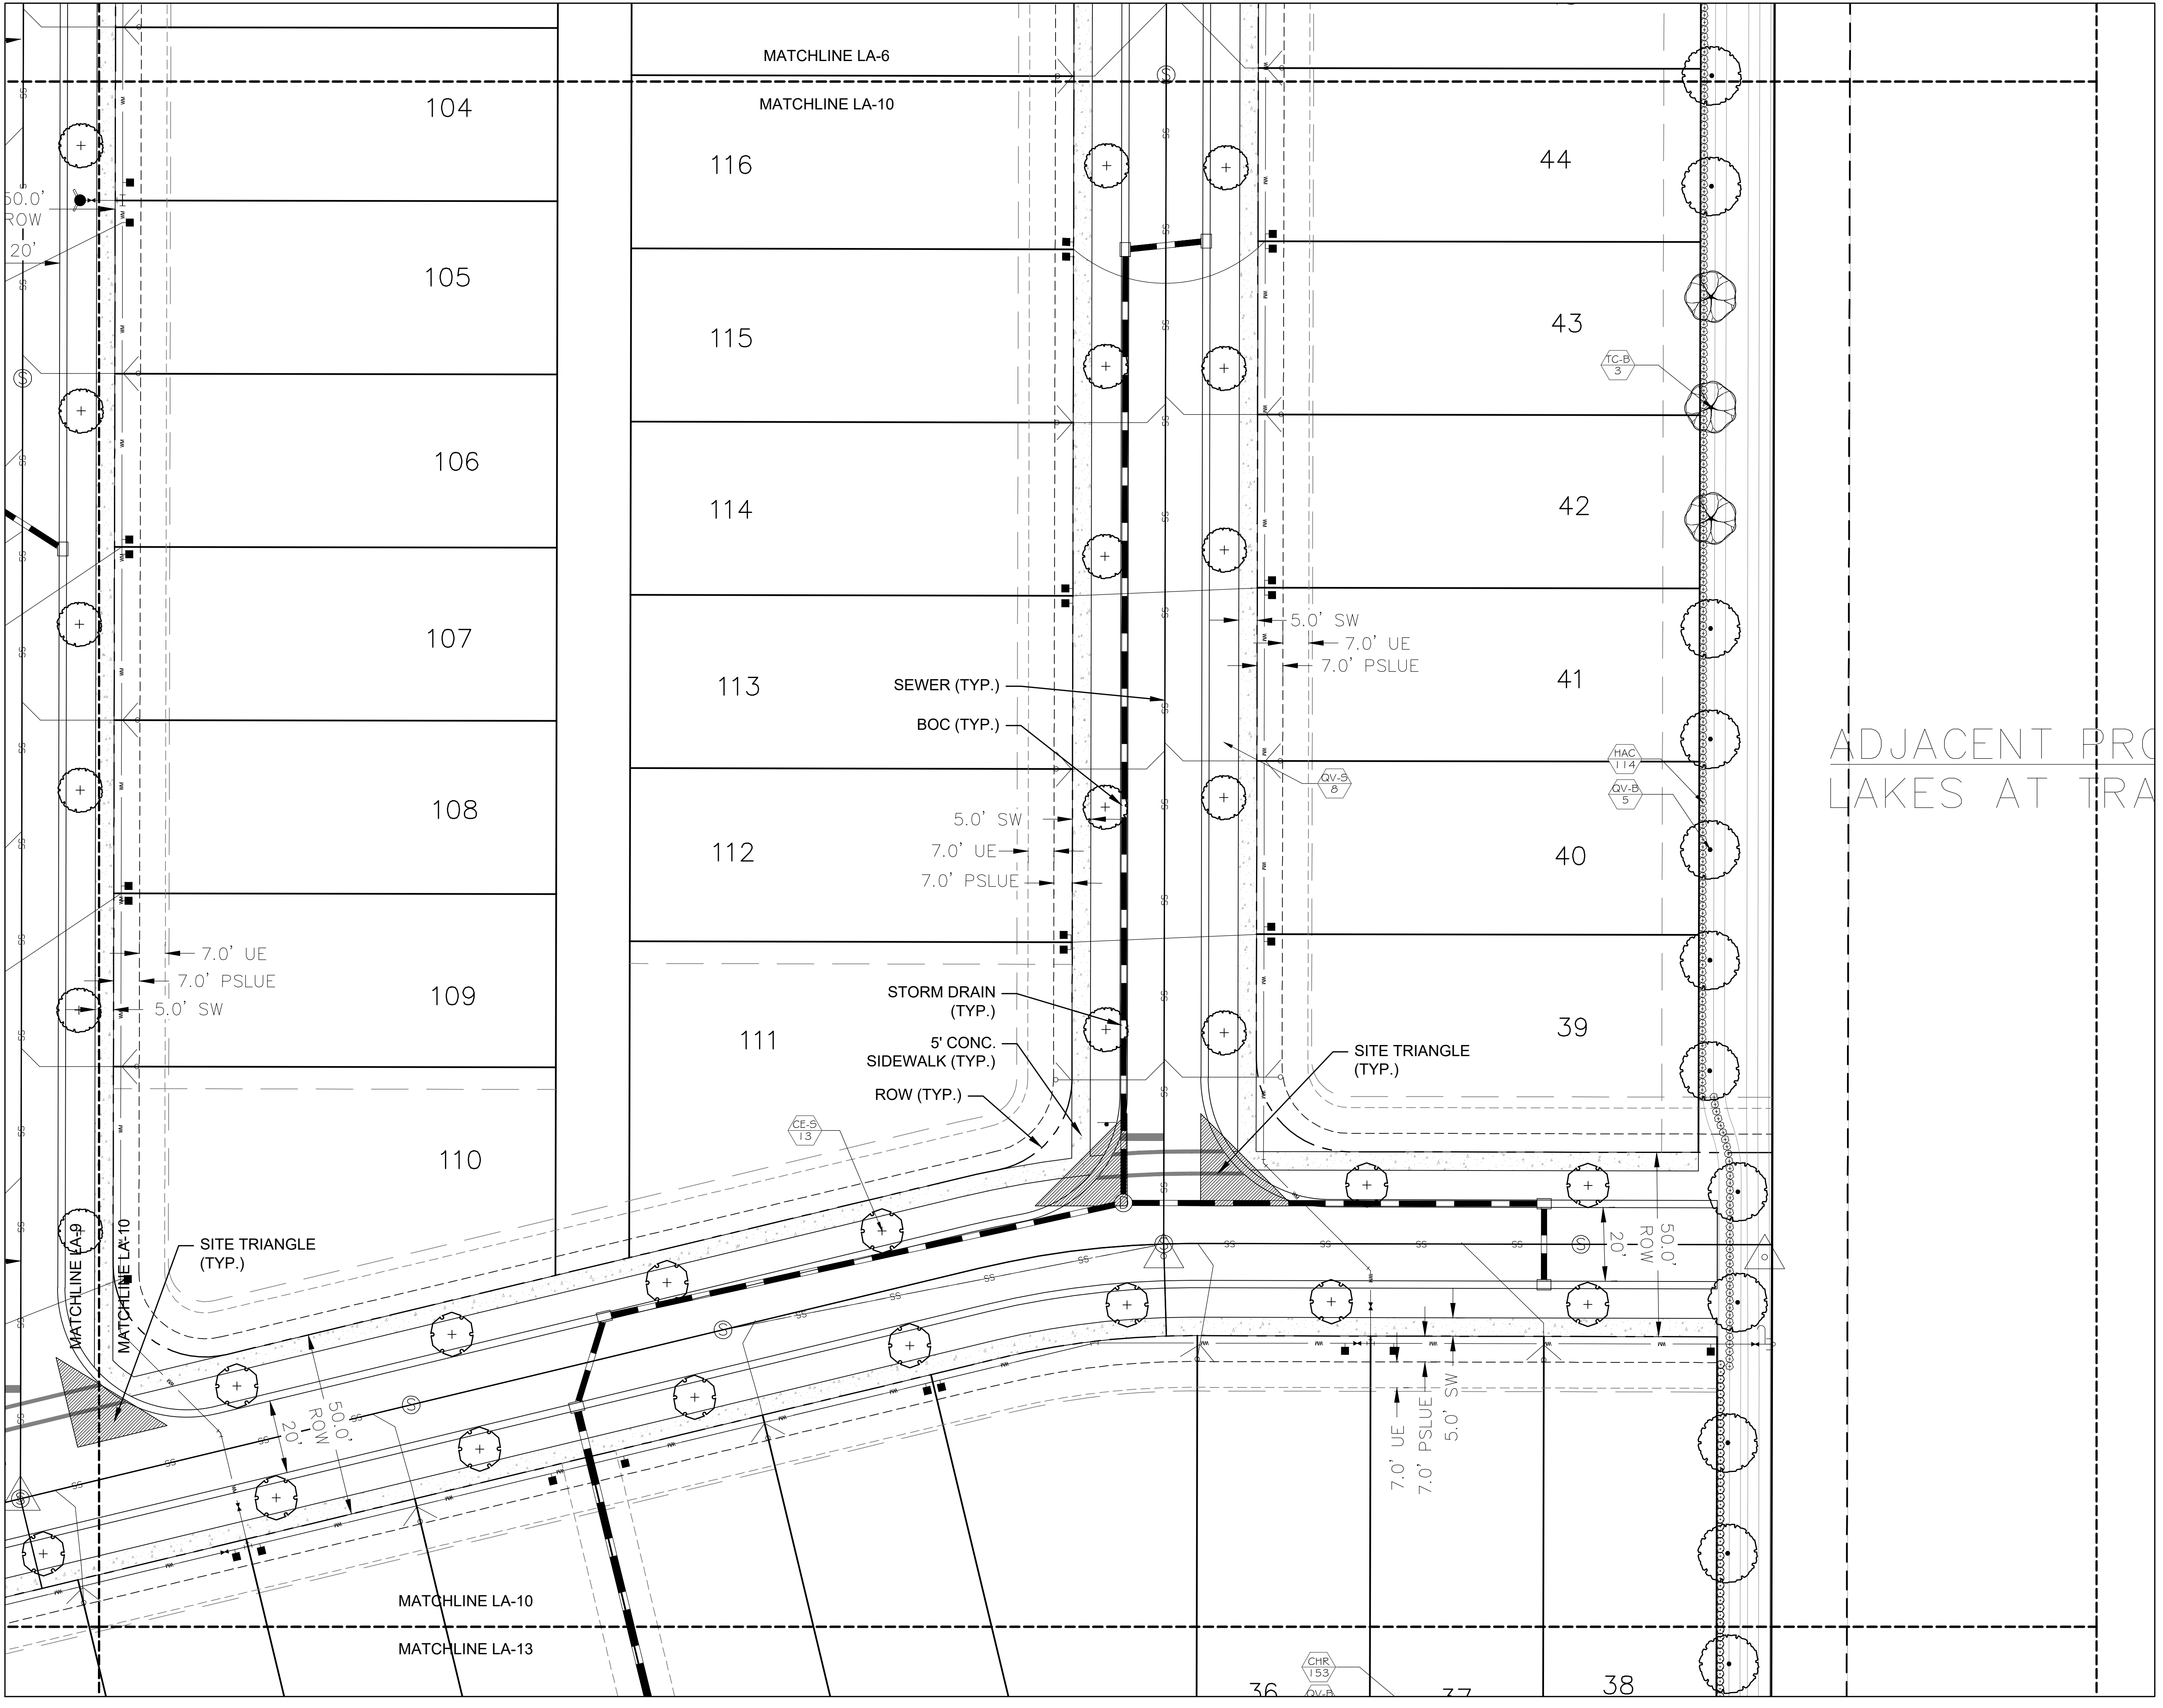 MATCHLINE LA-6
MATCHLINE LA-10
104
116
44
50.0'
ROW
20'
105
115
43
TC-B
3
106
114
42
107
5.0' SW
7.0' UE
7.0' PSLUE
113
SEWER (TYP.)
41
BOC (TYP.)
ADJACENT
LAKES AT
HAC
114
QV-S
8
QV-B
5
108
5.0' SW
112
7.0' UE
7.0' PSLUE
40
7.0' UE
7.0' PSLUE
5.0' SW
109
STORM DRAIN
(TYP.)
111
39
5' CONC.
SIDEWALK (TYP.)
SITE TRIANGLE
(TYP.)
ROW (TYP.)
CE-S
13
110
MATCHLINE LA-9
MATCHLINE LA-10
SITE TRIANGLE
(TYP.)
20'
50.0'
ROW
50.0'
ROW
20'
7.0' UE
7.0' PSLUE
5.0' SW
MATCHLINE LA-10
MATCHLINE LA-13
CHR
153
QV-B
36
37
38